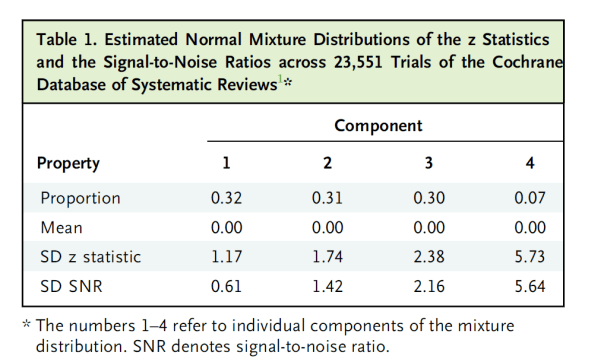 Table 1. Estimated Normal Mixture Distributions of the z Statistics
and the Signal-to-Noise Ratios across 23,551 Trials of the Cochrane
Database of Systematic Reviews¹*
Component
Property 1 2 3 4
Proportion 0.32 0.31 0.30 0.07
Mean 0.00 0.00 0.00 0.00
SD z statistic 1.17 1.74 2.38 5.73
SD SNR 0.61 1.42 2.16 5.64
* The numbers 1–4 refer to individual components of the mixture
distribution. SNR denotes signal-to-noise ratio.